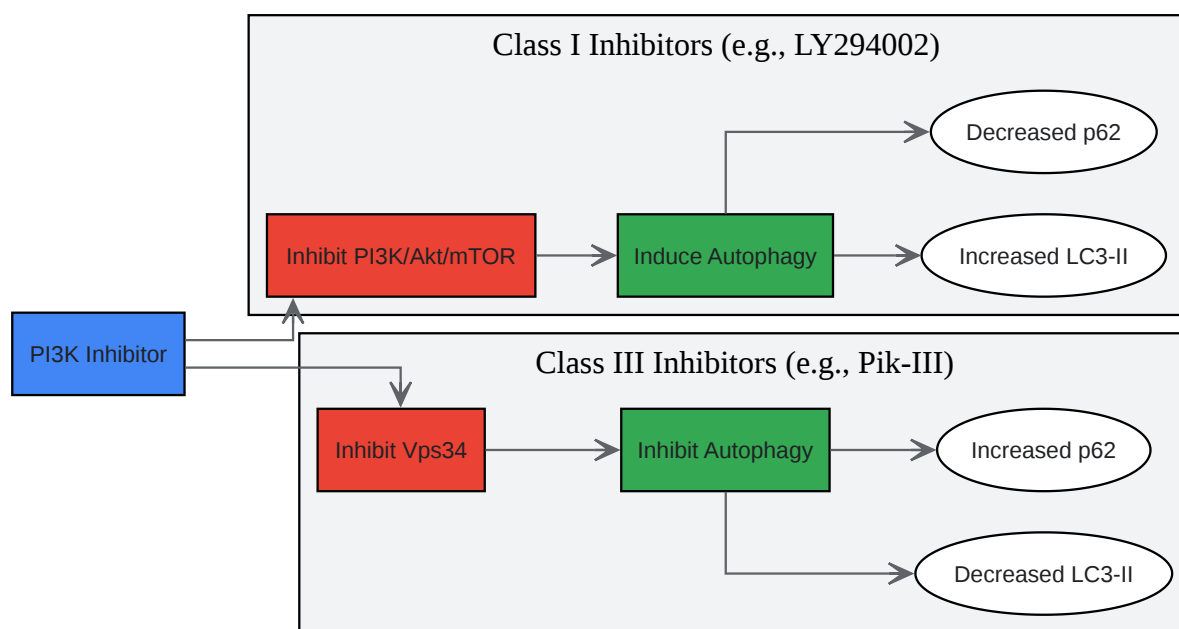 Class I Inhibitors (e.g., LY294002)
Decreased p62
Inhibit PI3K/Akt/mTOR
Induce Autophagy
Increased LC3-II
PI3K Inhibitor
Class III Inhibitors (e.g., Pik-III)
Inhibit Vps34
Inhibit Autophagy
Increased p62
Decreased LC3-II